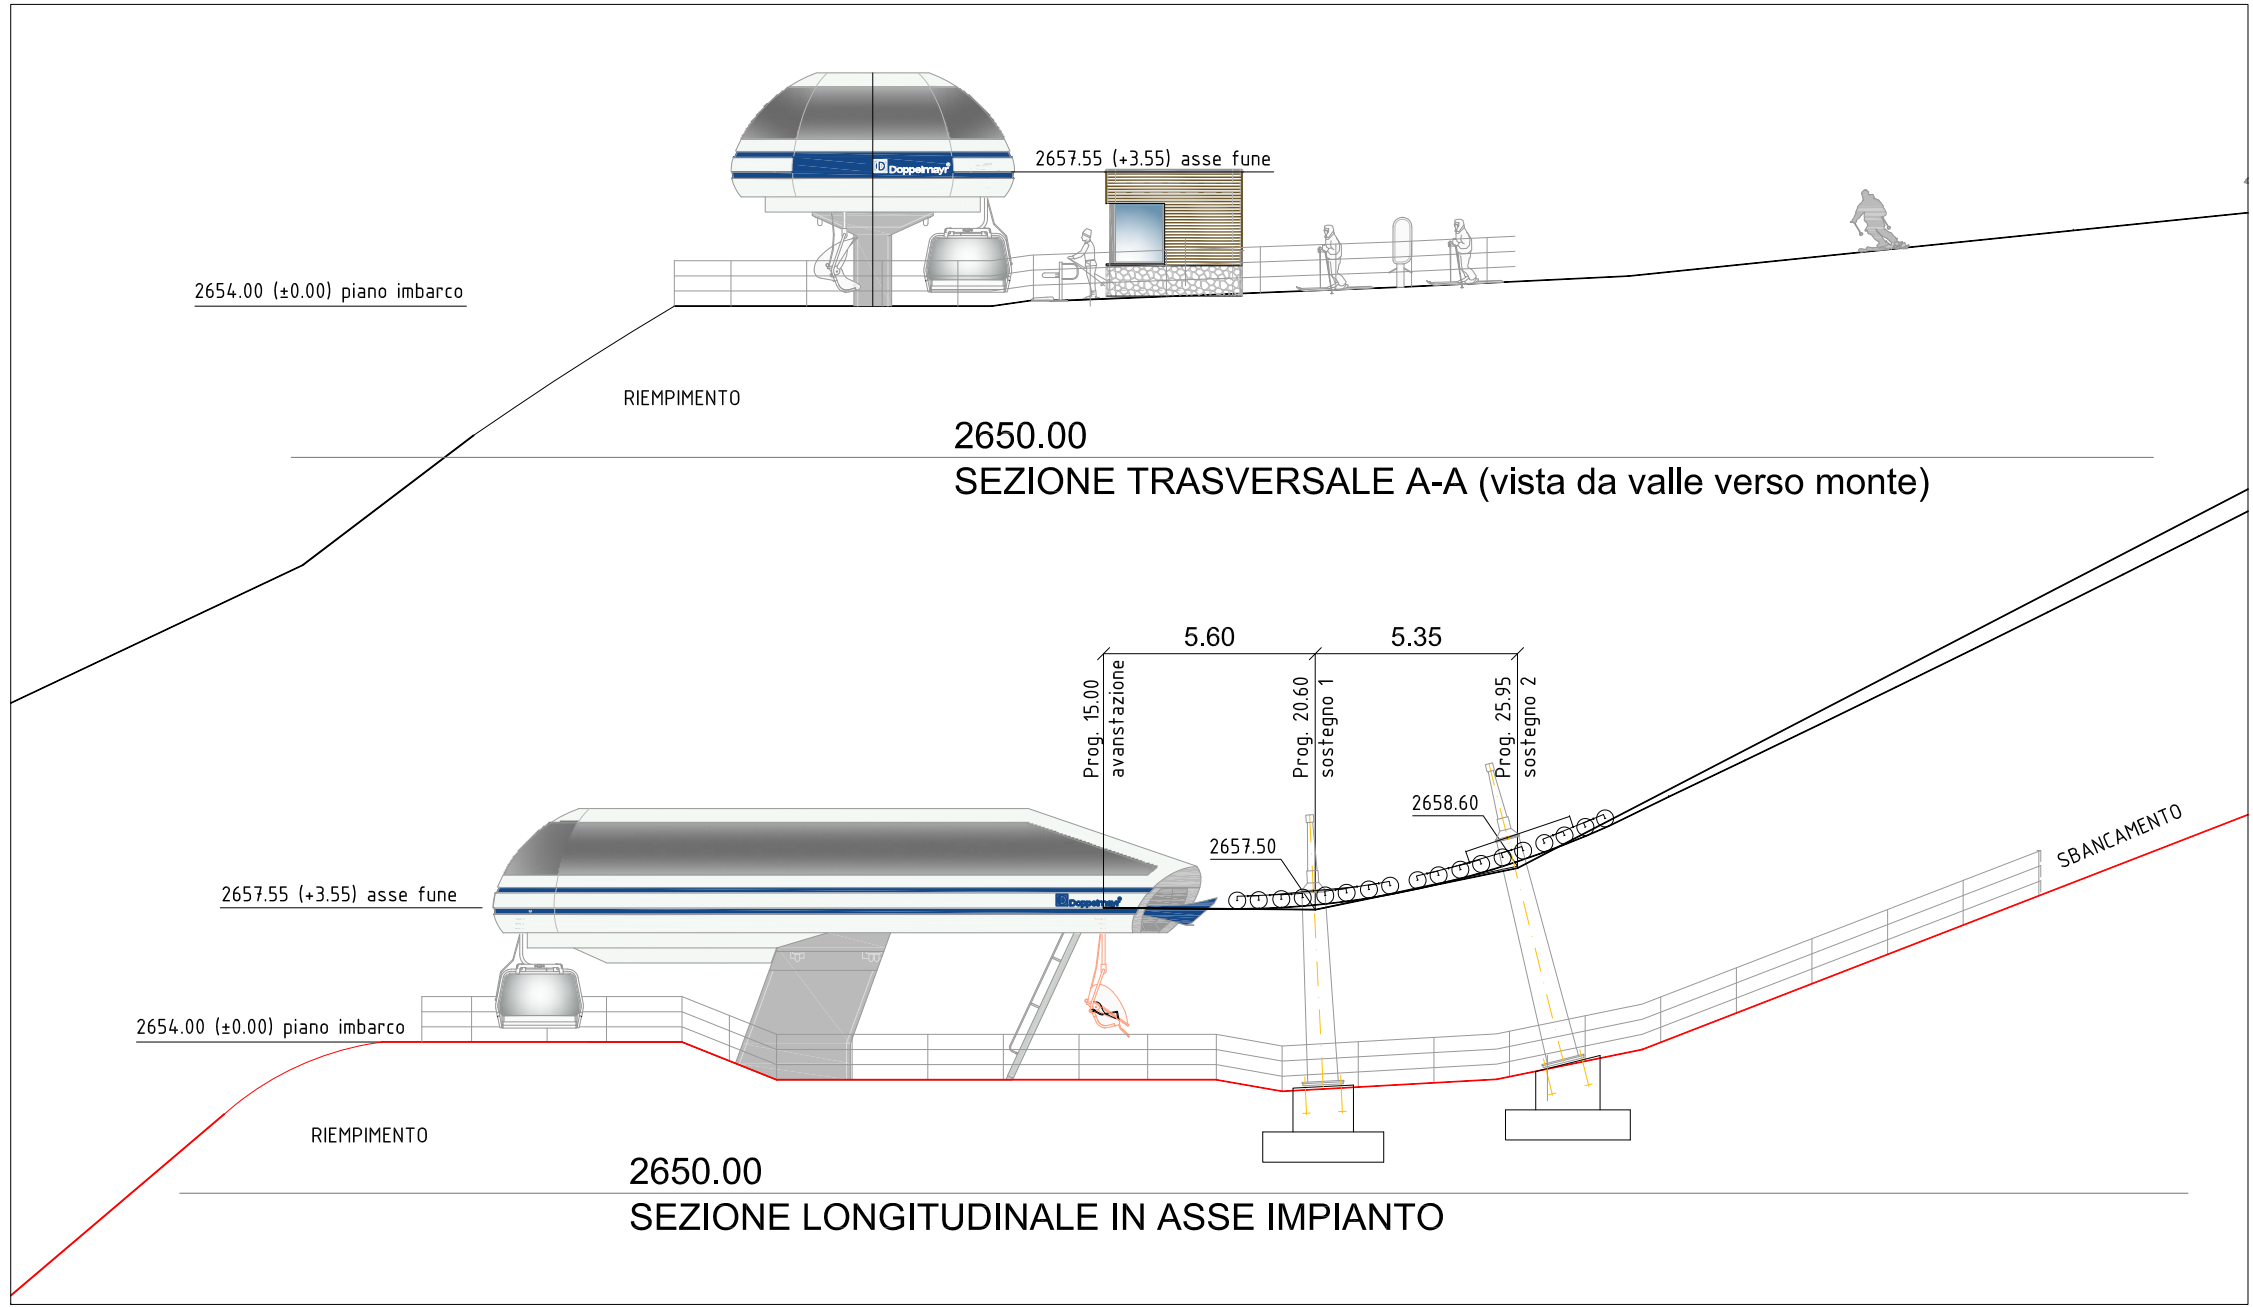 2657.55 (+3.55) asse fune
Doppelmayr
2654.00 (±0.00) piano imbarco
RIEMPIMENTO
2650.00
SEZIONE TRASVERSALE A-A (vista da valle verso monte)
5.60
5.35
Prog. 15.00
avanstazione
Prog. 20.60
sostegno 1
Prog. 25.95
sostegno 2
2658.60
2657.50
SBANCAMENTO
2657.55 (+3.55) asse fune
Doppelmayr
2654.00 (±0.00) piano imbarco
RIEMPIMENTO
2650.00
SEZIONE LONGITUDINALE IN ASSE IMPIANTO